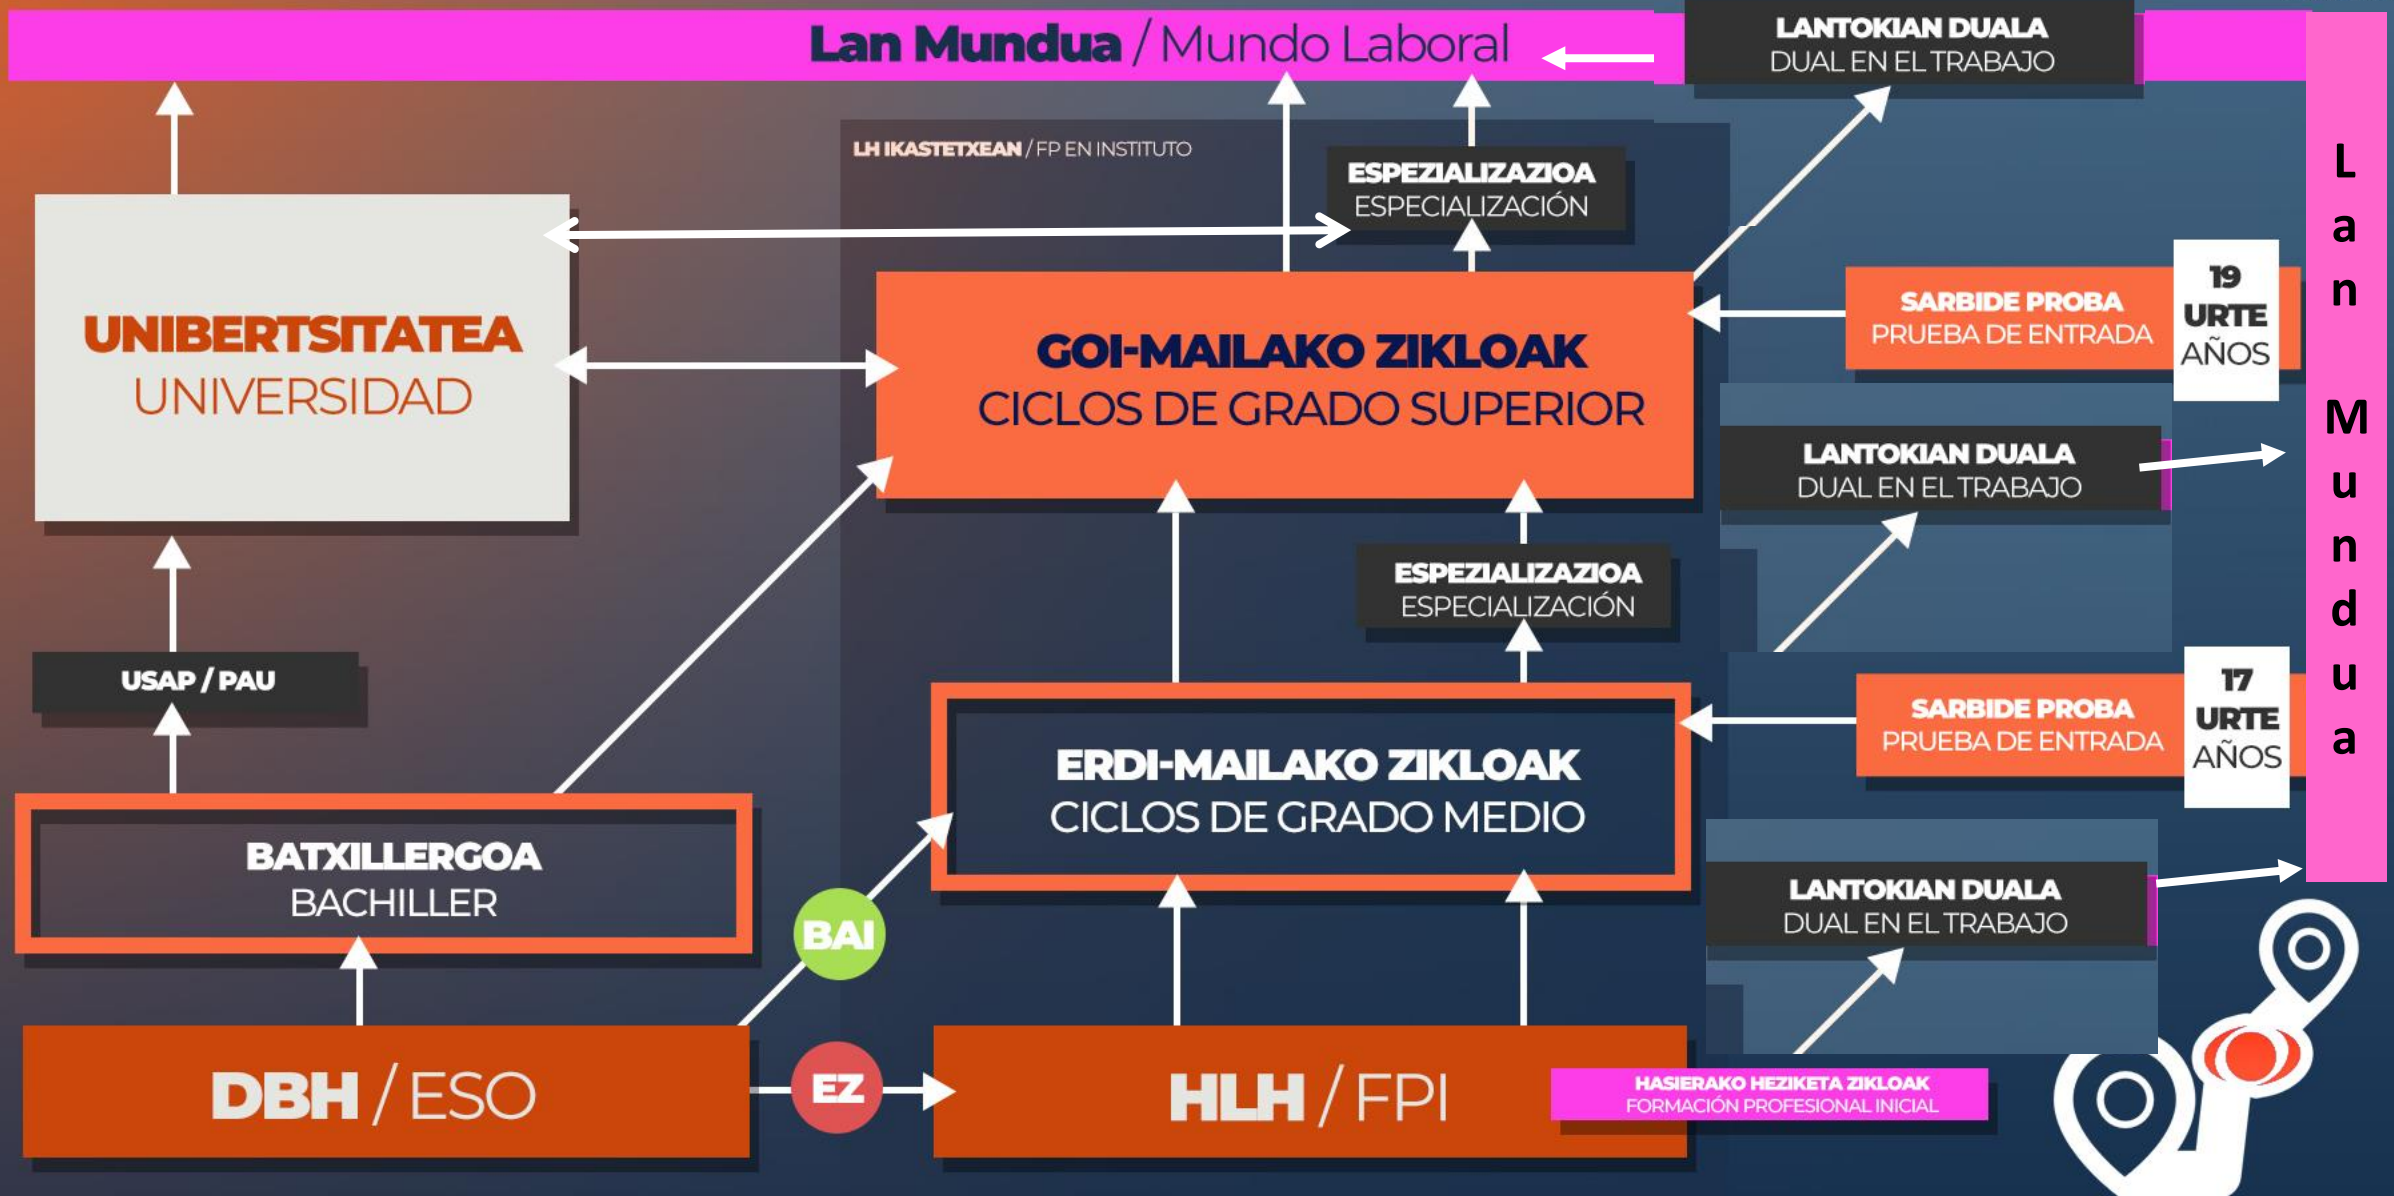 Lan Mundua / Mundo Laboral
LANTOKIAN DUALA
DUAL EN EL TRABAJO
LH IKASTETXEAN / FP EN INSTITUTO
ESPEZIALIZAZIOA
ESPECIALIZACIÓN
UNIBERTSITATEA
UNIVERSIDAD
GOI-MAILAKO ZIKLOAK
CICLOS DE GRADO SUPERIOR
SARBIDE PROBA
PRUEBA DE ENTRADA
19
URTE
AÑOS
Lan Mundua
LANTOKIAN DUALA
DUAL EN EL TRABAJO
ESPEZIALIZAZIOA
ESPECIALIZACIÓN
USAP / PAU
SARBIDE PROBA
PRUEBA DE ENTRADA
17
URTE
AÑOS
ERDI-MAILAKO ZIKLOAK
CICLOS DE GRADO MEDIO
BATXILLERGOA
BACHILLER
BAI
LANTOKIAN DUALA
DUAL EN EL TRABAJO
DBH / ESO
EZ
HLH / FPI
HASIERAKO HEZIKETA ZIKLOAK
FORMACIÓN PROFESIONAL INICIAL